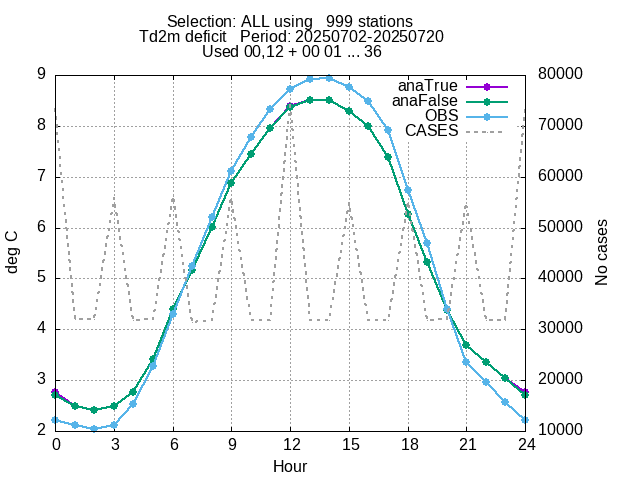 Selection: ALL using   999 stations
Td2m deficit   Period: 20250702-20250720
Used 00,12 + 00 01 ... 36
anaTrue
anaFalse
OBS
CASES
deg C
9
8
7
6
5
4
3
2
80000
70000
60000
50000
40000
30000
20000
10000
No cases
0 3 6 9 12 15 18 21 24
Hour